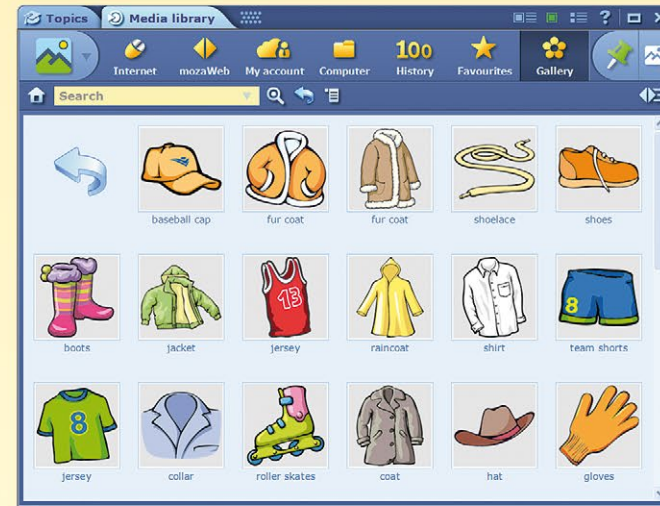 Topics
Media library
?
Internet
mozaWeb
My account
Computer
100
History
Favourites
Gallery
Search
baseball cap
fur coat
fur coat
shoelace
shoes
13
8
boots
jacket
jersey
raincoat
shirt
team shorts
8
jersey
collar
roller skates
coat
hat
gloves